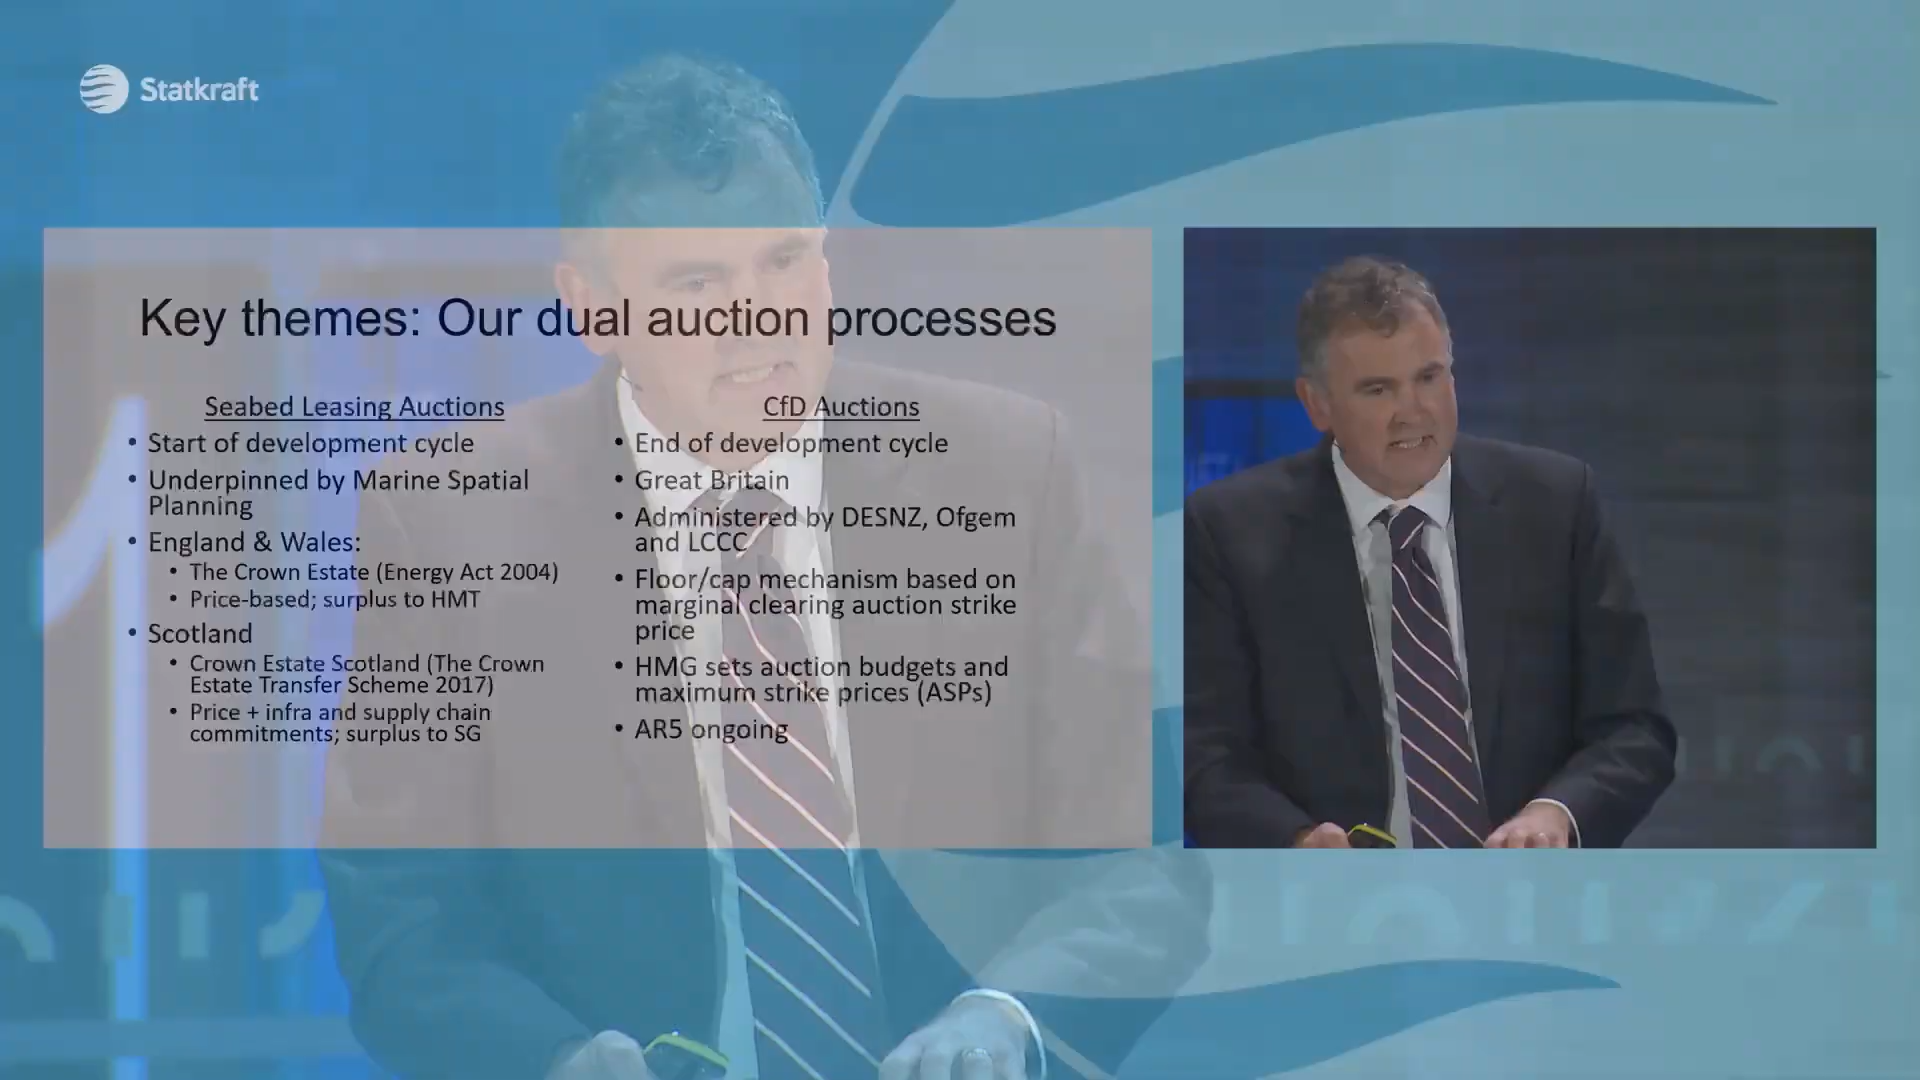 Statkraft
Key themes: Our dual auction processes
Seabed Leasing Auctions
• Start of development cycle
• Underpinned by Marine Spatial
Planning
• England & Wales:
• The Crown Estate (Energy Act 2004)
• Price-based; surplus to HMT
• Scotland
• Crown Estate Scotland (The Crown
Estate Transfer Scheme 2017)
• Price + infra and supply chain
commitments; surplus to SG
CfD Auctions
• End of development cycle
• Great Britain
• Administered by DESNZ, Ofgem
and LCCC
• Floor/cap mechanism based on
marginal clearing auction strike
price
• HMG sets auction budgets and
maximum strike prices (ASPs)
• AR5 ongoing